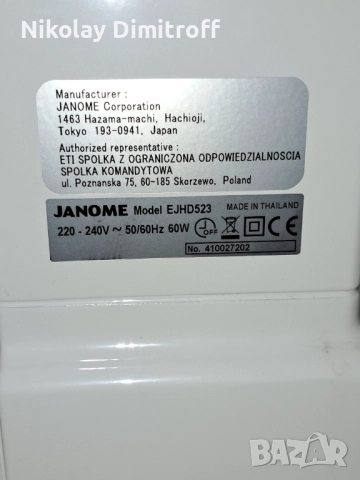 Nikolay Dimitroff
Manufacturer :
JANOME Corporation
1463 Hazama-machi, Hachioji,
Tokyo 193-0941, Japan
Authorized representative :
ETI SPOLKA Z OGRANICZONA ODPOWIEDZIALNOSCIA
SPOLKA KOMANDYTOWA
ul. Poznanska 75, 60-185 Skorzewo, Poland
JANOME Model EJHD523 MADE IN THAILAND
220 - 240V ~ 50/60Hz 60W OFF CE
No. 410027202
BAZAR